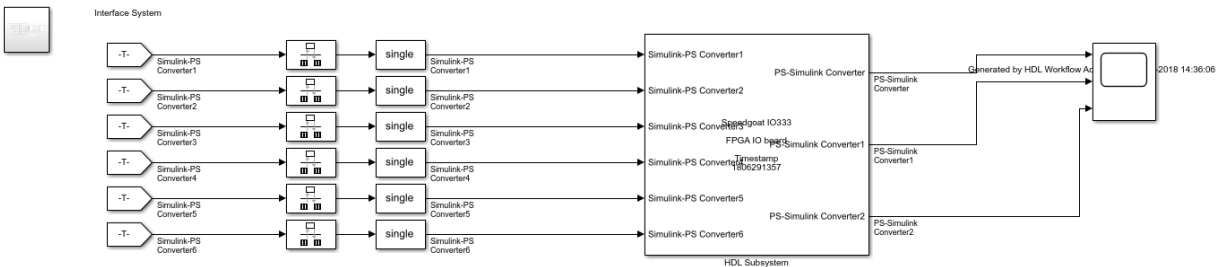 Interface System
-T-
Simulink-PS
Converter1
single
Simulink-PS
Converter1
Simulink-PS Converter1
-T-
Simulink-PS
Converter2
single
Simulink-PS
Converter2
Simulink-PS Converter2
-T-
Simulink-PS
Converter3
single
Simulink-PS
Converter3
Simulink-PS Converter3
-T-
Simulink-PS
Converter4
single
Simulink-PS
Converter4
Simulink-PS Converter4
-T-
Simulink-PS
Converter5
single
Simulink-PS
Converter5
Simulink-PS Converter5
-T-
Simulink-PS
Converter6
single
Simulink-PS
Converter6
Simulink-PS Converter6
Speedgoat IO333
FPGA IO board
Timestamp
1806291357
PS-Simulink Converter
PS-Simulink Converter1
PS-Simulink Converter2
HDL Subsystem
PS-Simulink
Converter
PS-Simulink
Converter1
PS-Simulink
Converter2
Generated by HDL Workflow
-2018 14:36:06